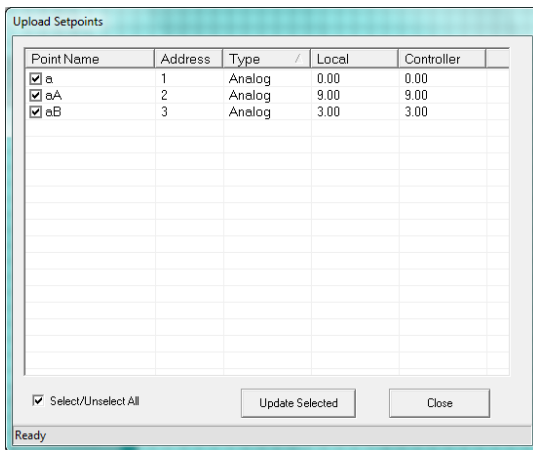 Upload Setpoints
Point Name Address Type Local Controller
a 1 Analog 0.00 0.00
aA 2 Analog 9.00 9.00
aB 3 Analog 3.00 3.00
Select/Unselect All Update Selected Close
Ready